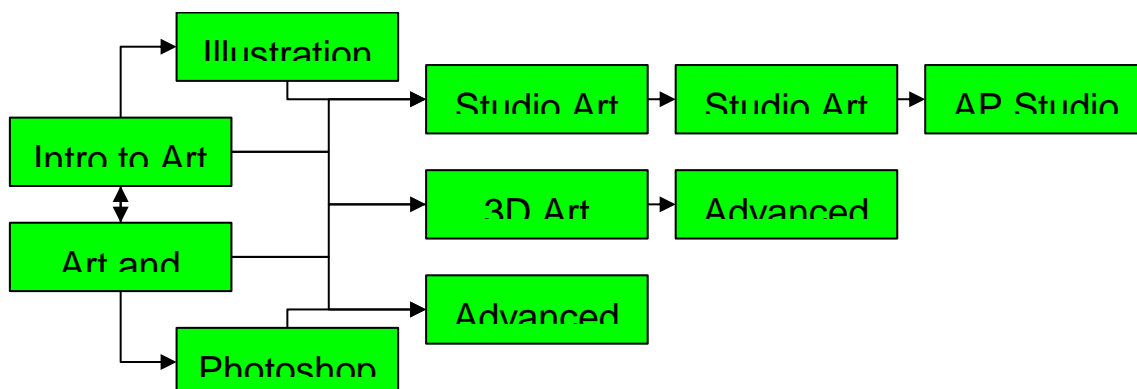 Illustration
Studio Art
Studio Art
AP Studio
Intro to Art
3D Art
Advanced
Art and
Advanced
Photoshop